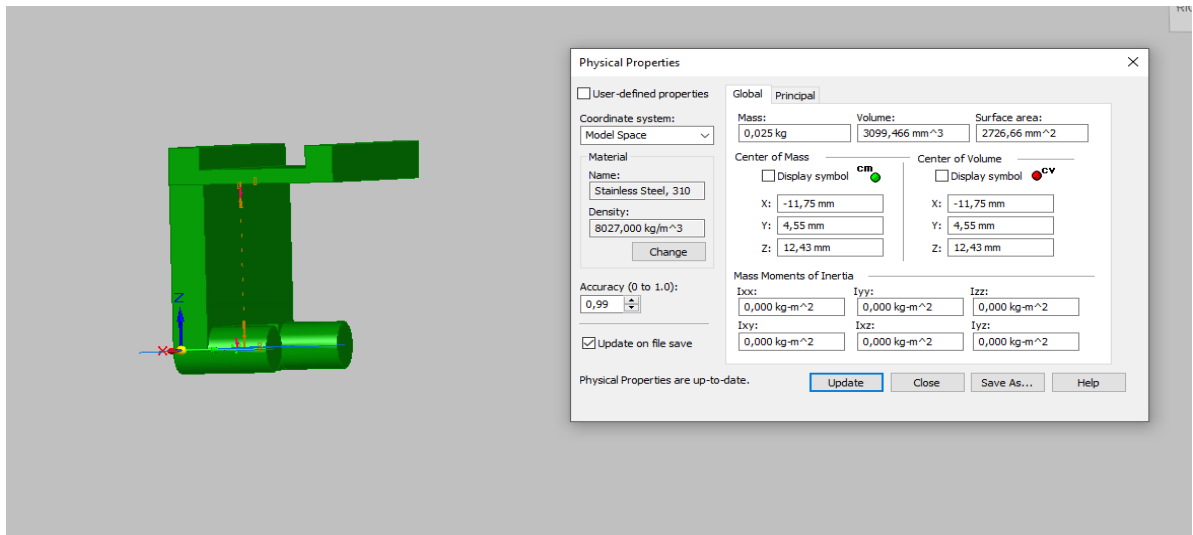 RIG
Physical Properties
User-defined properties
Coordinate system:
Model Space
Material
Name:
Stainless Steel, 310
Density:
8027,000 kg/m^3
Change
Accuracy (0 to 1.0):
0,99
Update on file save
Global Principal
Mass: Volume: Surface area:
0,025 kg 3099,466 mm^3 2726,66 mm^2
Center of Mass Center of Volume
Display symbol cm Display symbol cv
X: -11,75 mm X: -11,75 mm
Y: 4,55 mm Y: 4,55 mm
Z: 12,43 mm Z: 12,43 mm
Mass Moments of Inertia
Ixx: Iyy: Izz:
0,000 kg-m^2 0,000 kg-m^2 0,000 kg-m^2
Ixy: Ixz: Iyz:
0,000 kg-m^2 0,000 kg-m^2 0,000 kg-m^2
Physical Properties are up-to-date. Update Close Save As... Help
Z
X